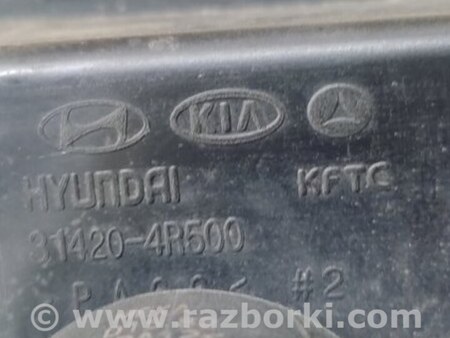 KIA
HYUNDAI KFTC
31420-4R500
#2
© www.razborki.com